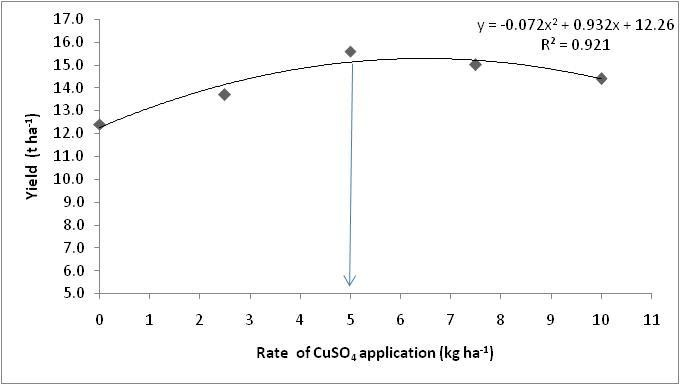 17.0
16.0
15.0
14.0
13.0
12.0
11.0
10.0
9.0
8.0
7.0
6.0
5.0
Yield (t ha⁻¹)
y = -0.072x² + 0.932x + 12.26
R² = 0.921
0 1 2 3 4 5 6 7 8 9 10 11
Rate of CuSO₄ application (kg ha⁻¹)